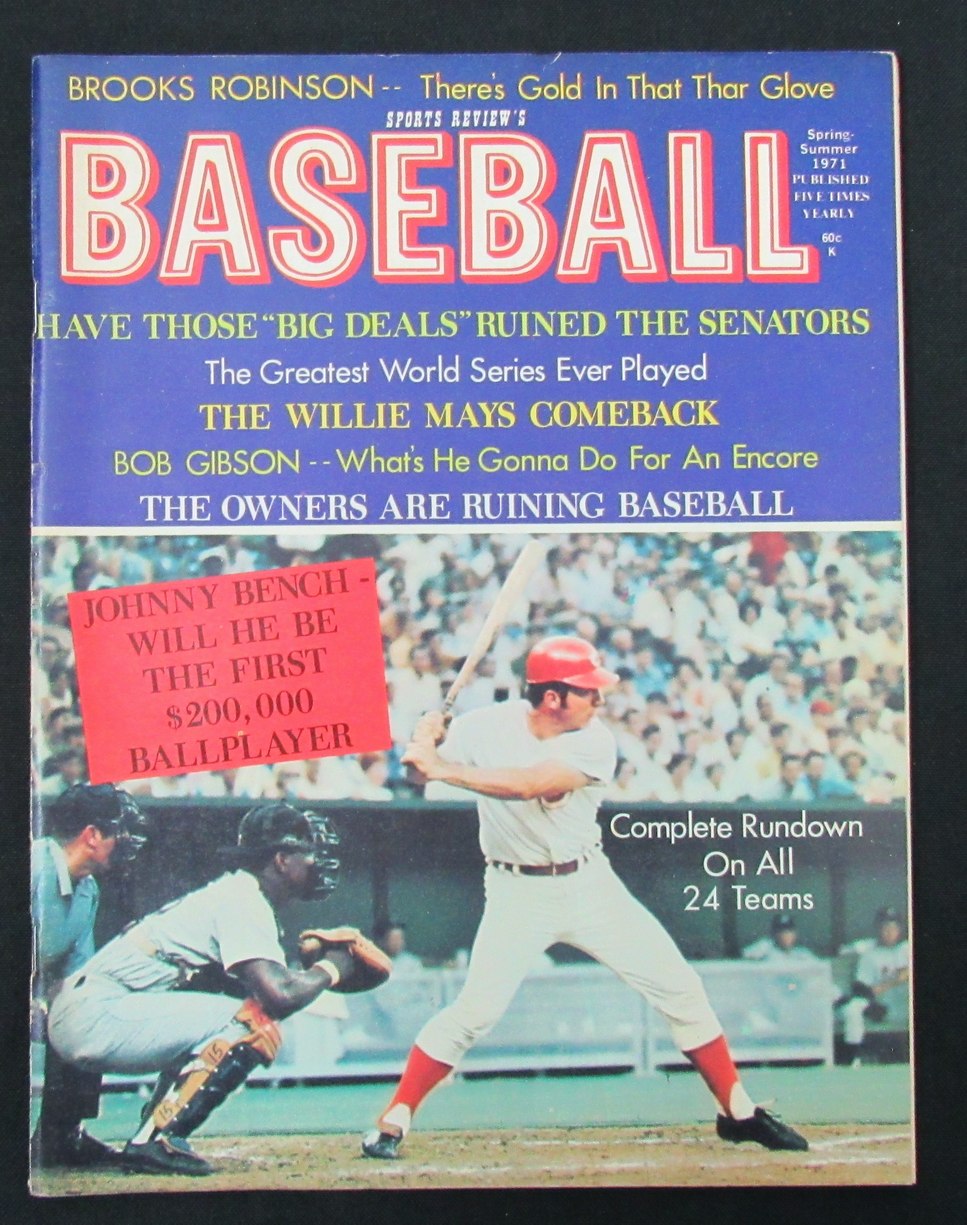 BROOKS ROBINSON -- There's Gold In That Thar Glove
SPORTS REVIEW'S
BASEBALL
Spring-
Summer
1971
PUBLISHED
FIVE TIMES
YEARLY
60c
K
HAVE THOSE "BIG DEALS" RUINED THE SENATORS
The Greatest World Series Ever Played
THE WILLIE MAYS COMEBACK
BOB GIBSON -- What's He Gonna Do For An Encore
THE OWNERS ARE RUINING BASEBALL
JOHNNY BENCH -
WILL HE BE
THE FIRST
$200,000
BALLPLAYER
Complete Rundown
On All
24 Teams
15
15